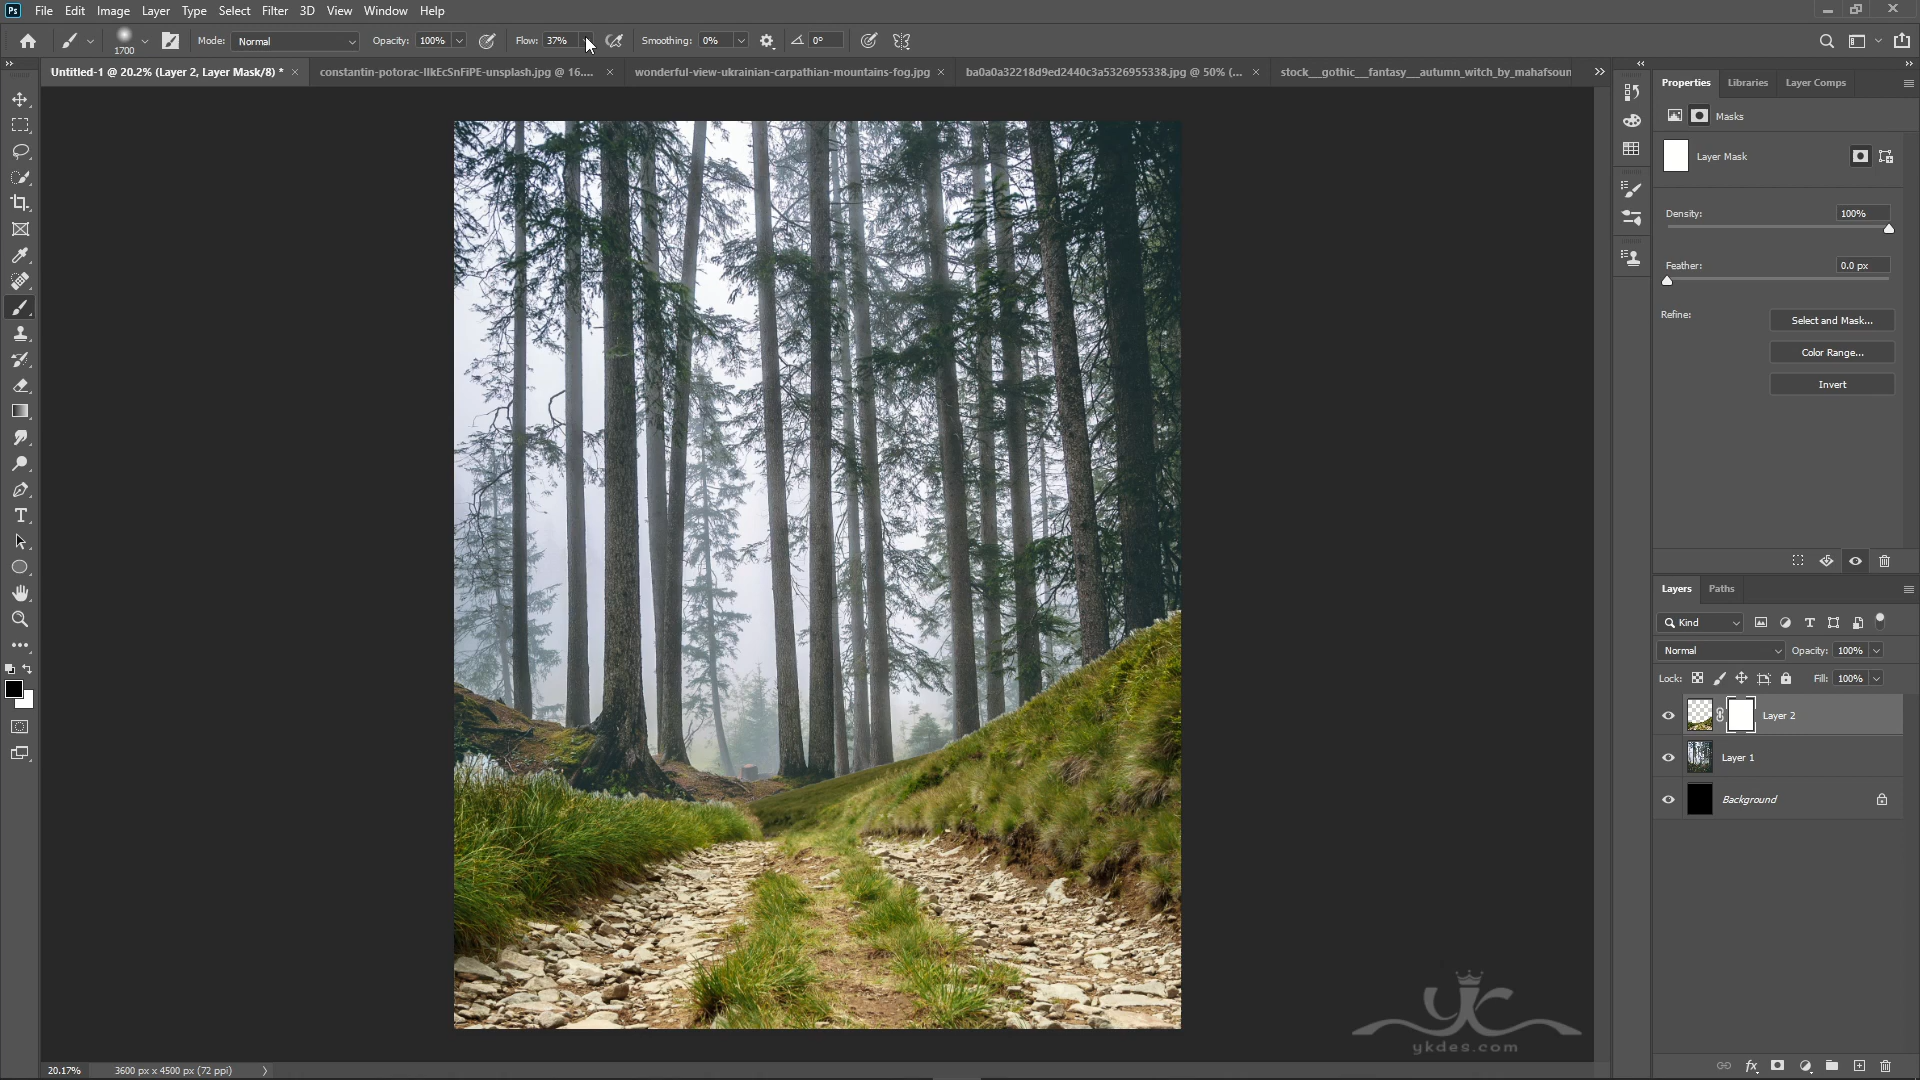 Ps File Edit Image Layer Type Select Filter 3D View Window Help
1700 Mode: Normal Opacity: 100% Flow: 37% Smoothing: 0% 0°
Untitled-1 @ 20.2% (Layer 2, Layer Mask/8) * constantin-potorac-IIkEcSnFiPE-unsplash.jpg @ 16.... wonderful-view-ukrainian-carpathian-mountains-fog.jpg ba0a0a32218d9ed2440c3a5326955338.jpg @ 50% (... stock__gothic__fantasy__autumn_witch_by_mahafsoun
Properties Libraries Layer Comps
Masks
Layer Mask
Density: 100%
Feather: 0.0 px
Refine: Select and Mask...
Color Range...
Invert
Layers Paths
Kind
Normal Opacity: 100%
Lock: Fill: 100%
Layer 2
Layer 1
Background
ykdes.com
20.17% 3600 px x 4500 px (72 ppi)